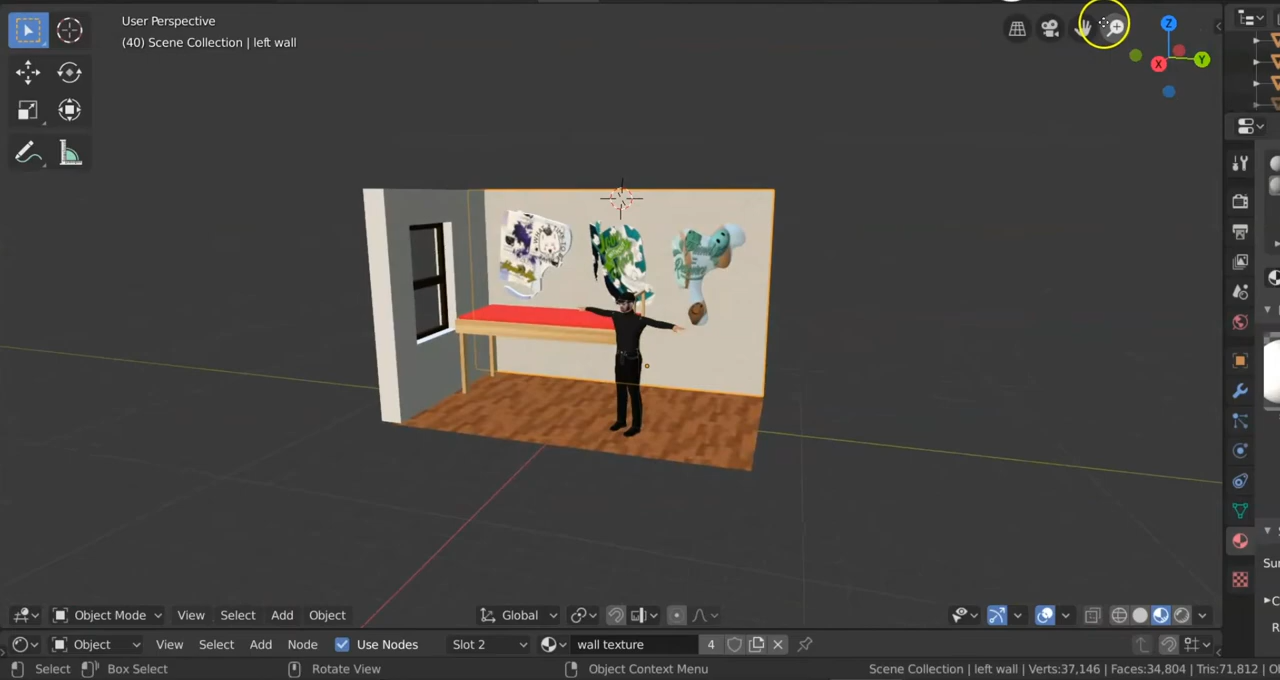 User Perspective
(40) Scene Collection | left wall
Z
X
Y
Object Mode
View
Select
Add
Object
Global
Object
View
Select
Add
Node
Use Nodes
Slot 2
wall texture
4
Su
Select
Box Select
Rotate View
Object Context Menu
Scene Collection | left wall | Verts:37,146 | Faces:34,804 | Tris:71,812 | O